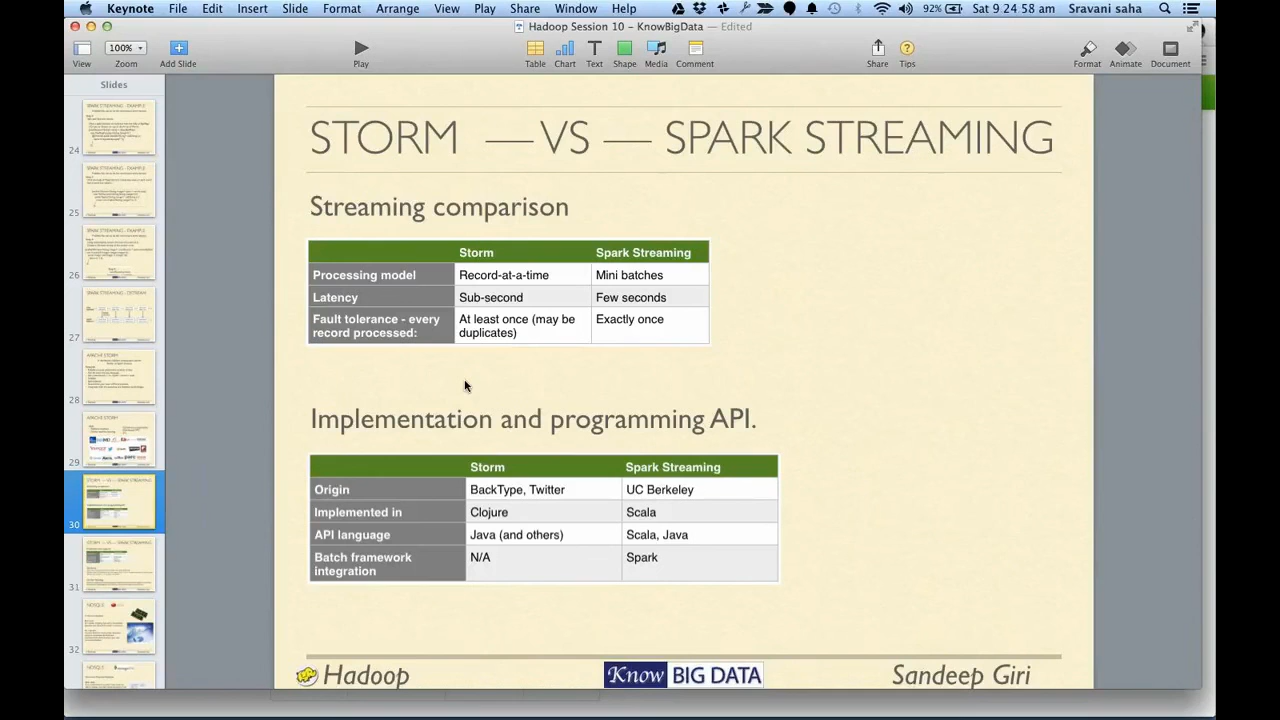 Keynote File Edit Insert Slide Format Arrange View Play Share Window Help 92% Sat 9 24 58 am Sravani saha
Hadoop Session 10 – KnowBigData — Edited
100%
View Zoom Add Slide Play Table Chart Text Shape Media Comment Share Tips Format Animate Document
Slides
24
25
26
27
28
29
30
31
32
STORM — VS — SPARK STREAMING
Streaming comparison
Storm Spark Streaming
Processing model Record-at-a-time Mini batches
Latency Sub-second Few seconds
Fault tolerance - every At least once (may be Exactly once
record processed: duplicates)
Implementation and programming API.
Storm Spark Streaming
Origin BackType, Twitter UC Berkeley
Implemented in Clojure Scala
API language Java (and others) Scala, Java
Batch framework N/A Spark
integration
Hadoop Know BIG DATA Sandeep Giri